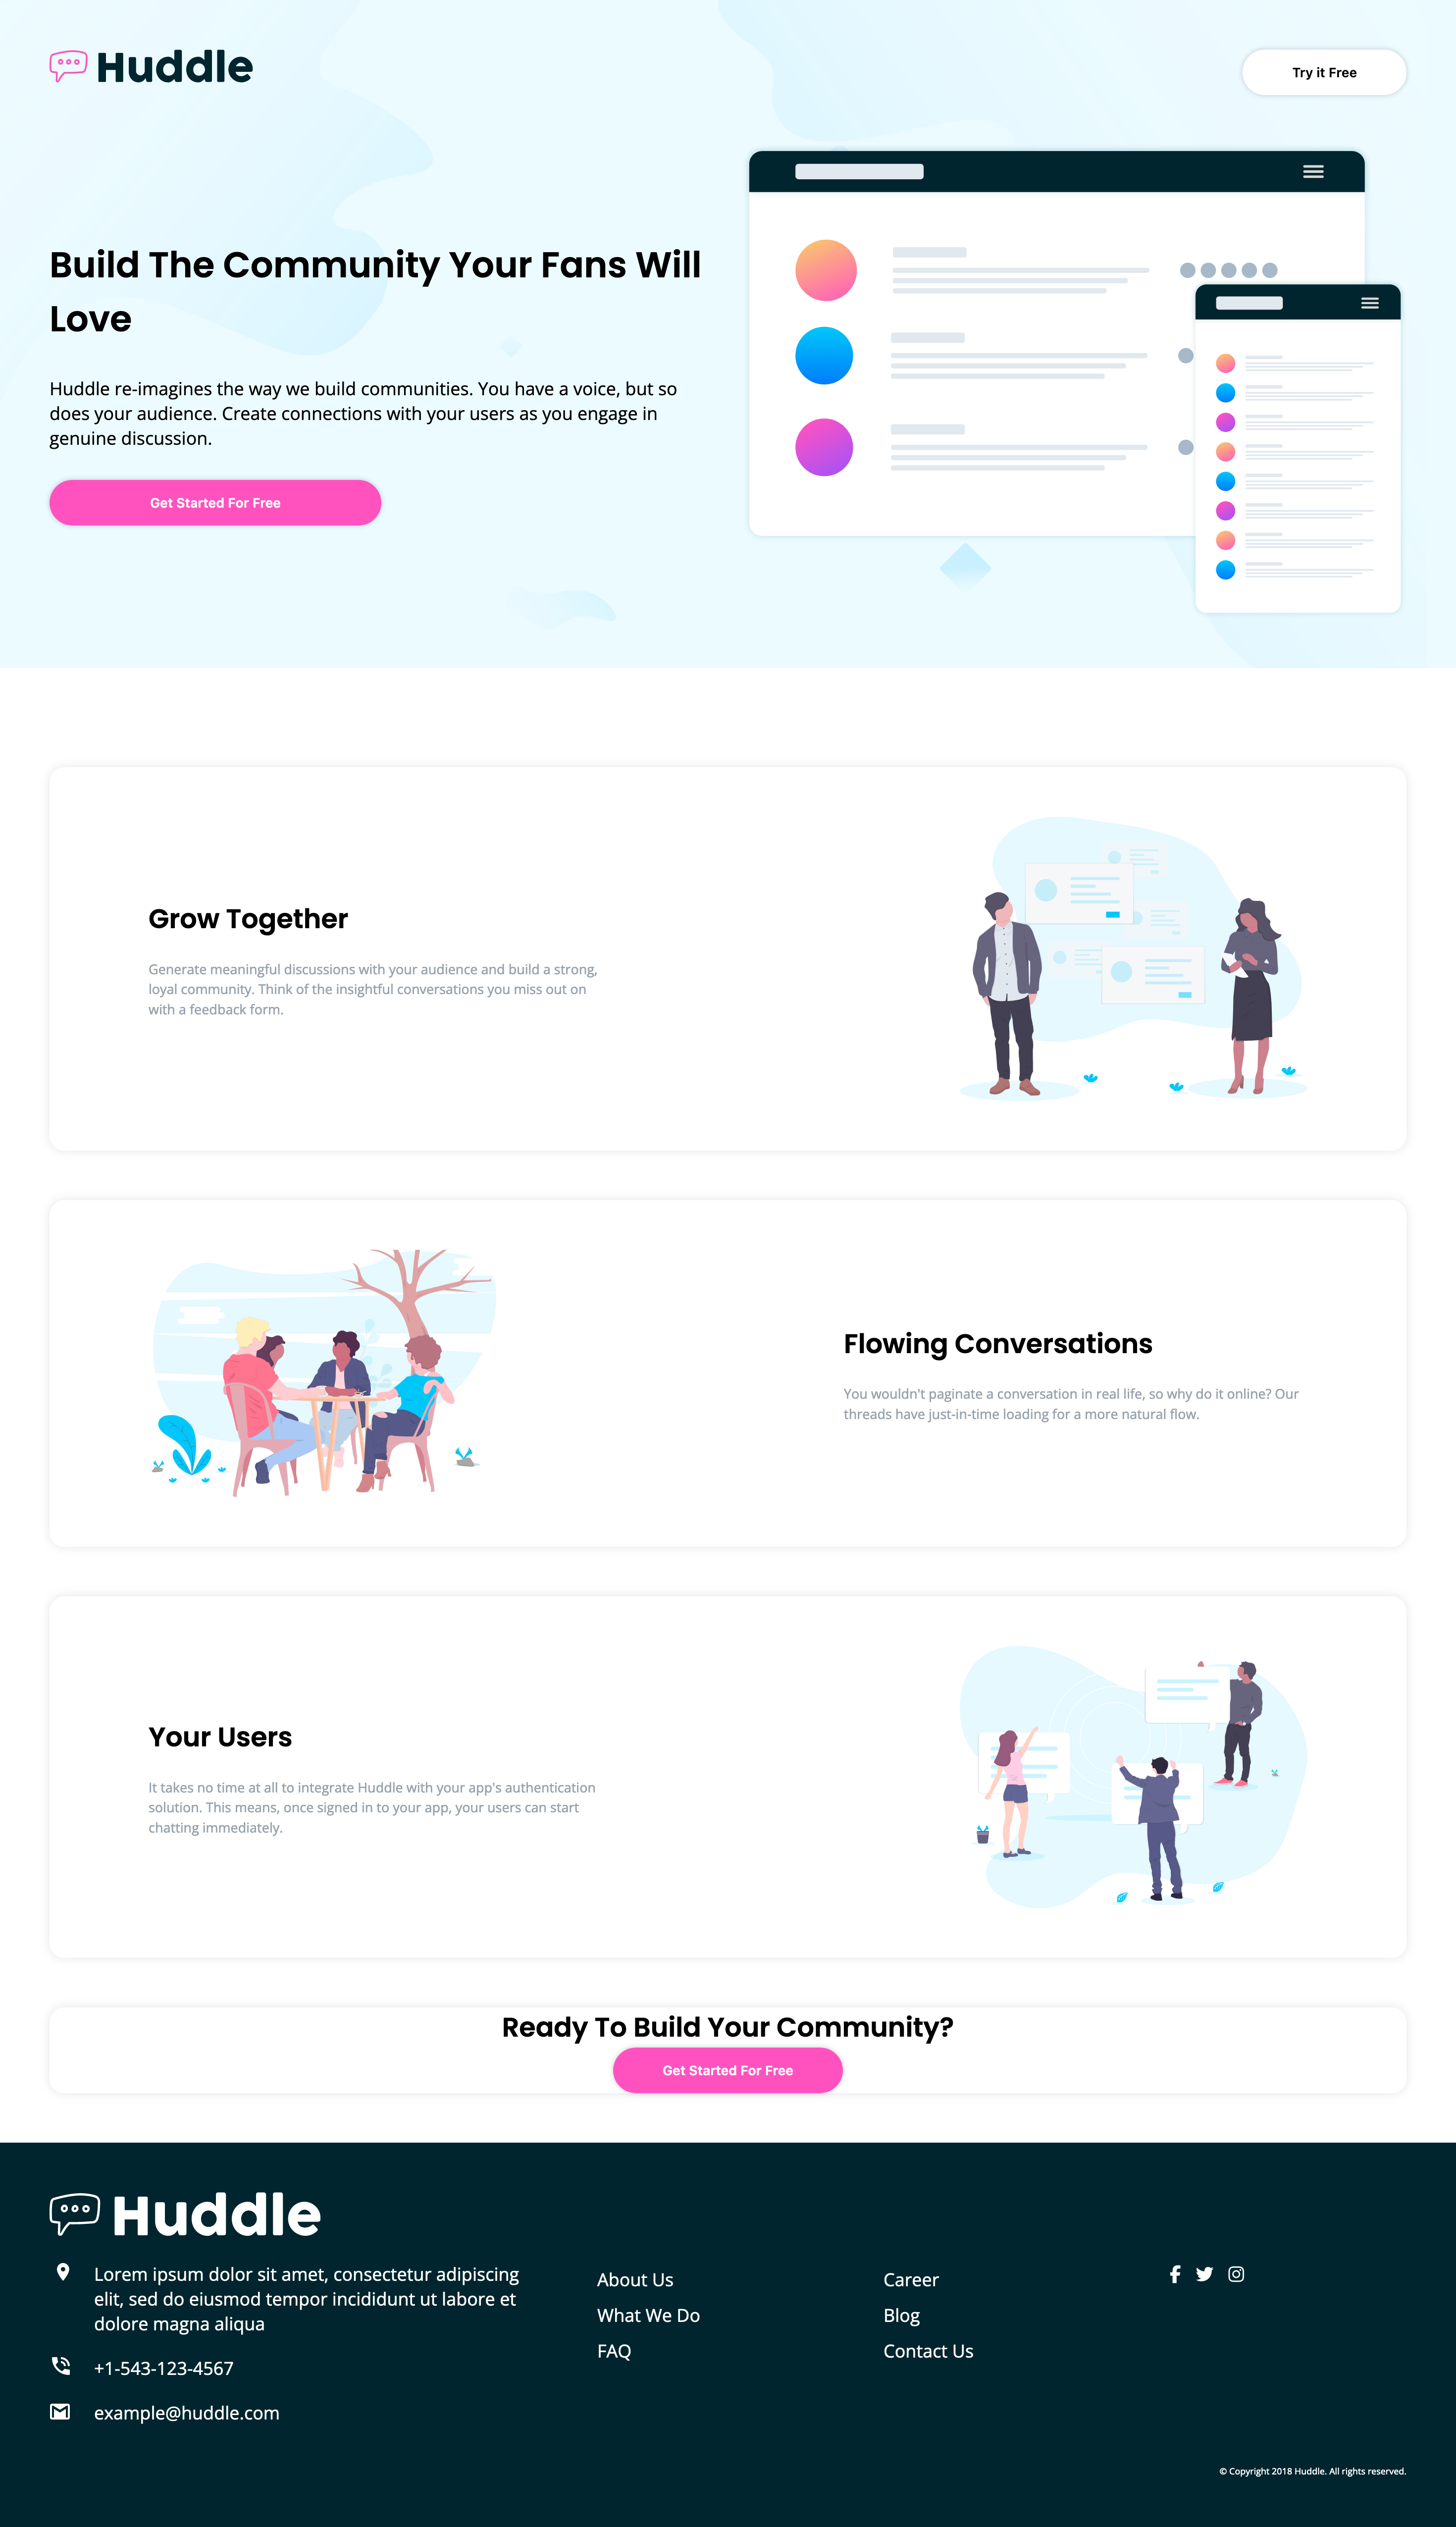 Huddle
Try it Free
Build The Community Your Fans Will
Love
Huddle re-imagines the way we build communities. You have a voice, but so
does your audience. Create connections with your users as you engage in
genuine discussion.
Get Started For Free
Grow Together
Generate meaningful discussions with your audience and build a strong,
loyal community. Think of the insightful conversations you miss out on
with a feedback form.
Flowing Conversations
You wouldn't paginate a conversation in real life, so why do it online? Our
threads have just-in-time loading for a more natural flow.
Your Users
It takes no time at all to integrate Huddle with your app's authentication
solution. This means, once signed in to your app, your users can start
chatting immediately.
Ready To Build Your Community?
Get Started For Free
Huddle
Lorem ipsum dolor sit amet, consectetur adipiscing
elit, sed do eiusmod tempor incididunt ut labore et
dolore magna aliqua
+1-543-123-4567
example@huddle.com
About Us
What We Do
FAQ
Career
Blog
Contact Us
© Copyright 2018 Huddle. All rights reserved.